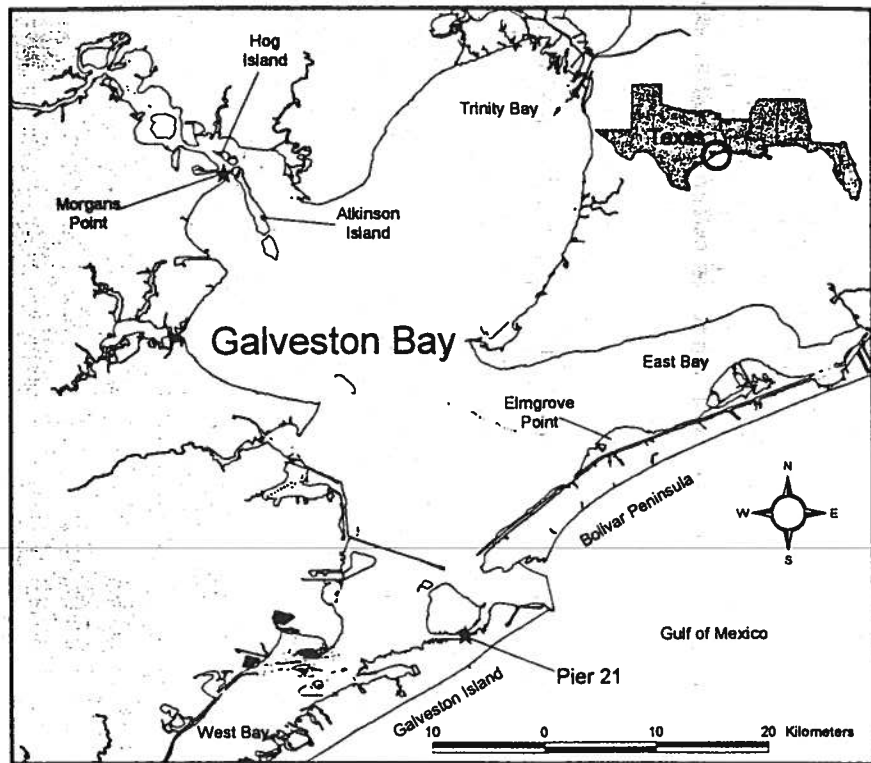 Hog
Island
Trinity Bay
Texas
Morgans
Point
Atkinson
Island
Galveston Bay
East Bay
Elmgrove
Point
N
W
E
S
Bolivar Peninsula
Gulf of Mexico
Pier 21
Galveston Island
West Bay
10
0
10
20
Kilometers